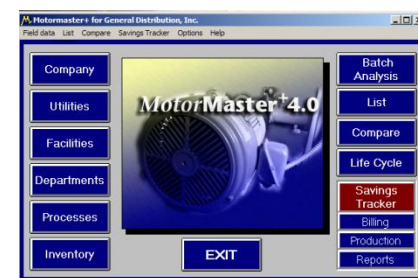 Motormaster+ for General Distribution, Inc.
Field data List Compare Savings Tracker Options Help
Company
Utilities
Facilities
Departments
Processes
Inventory
MotorMaster+4.0
EXIT
Batch
Analysis
List
Compare
Life Cycle
Savings
Tracker
Billing
Production
Reports